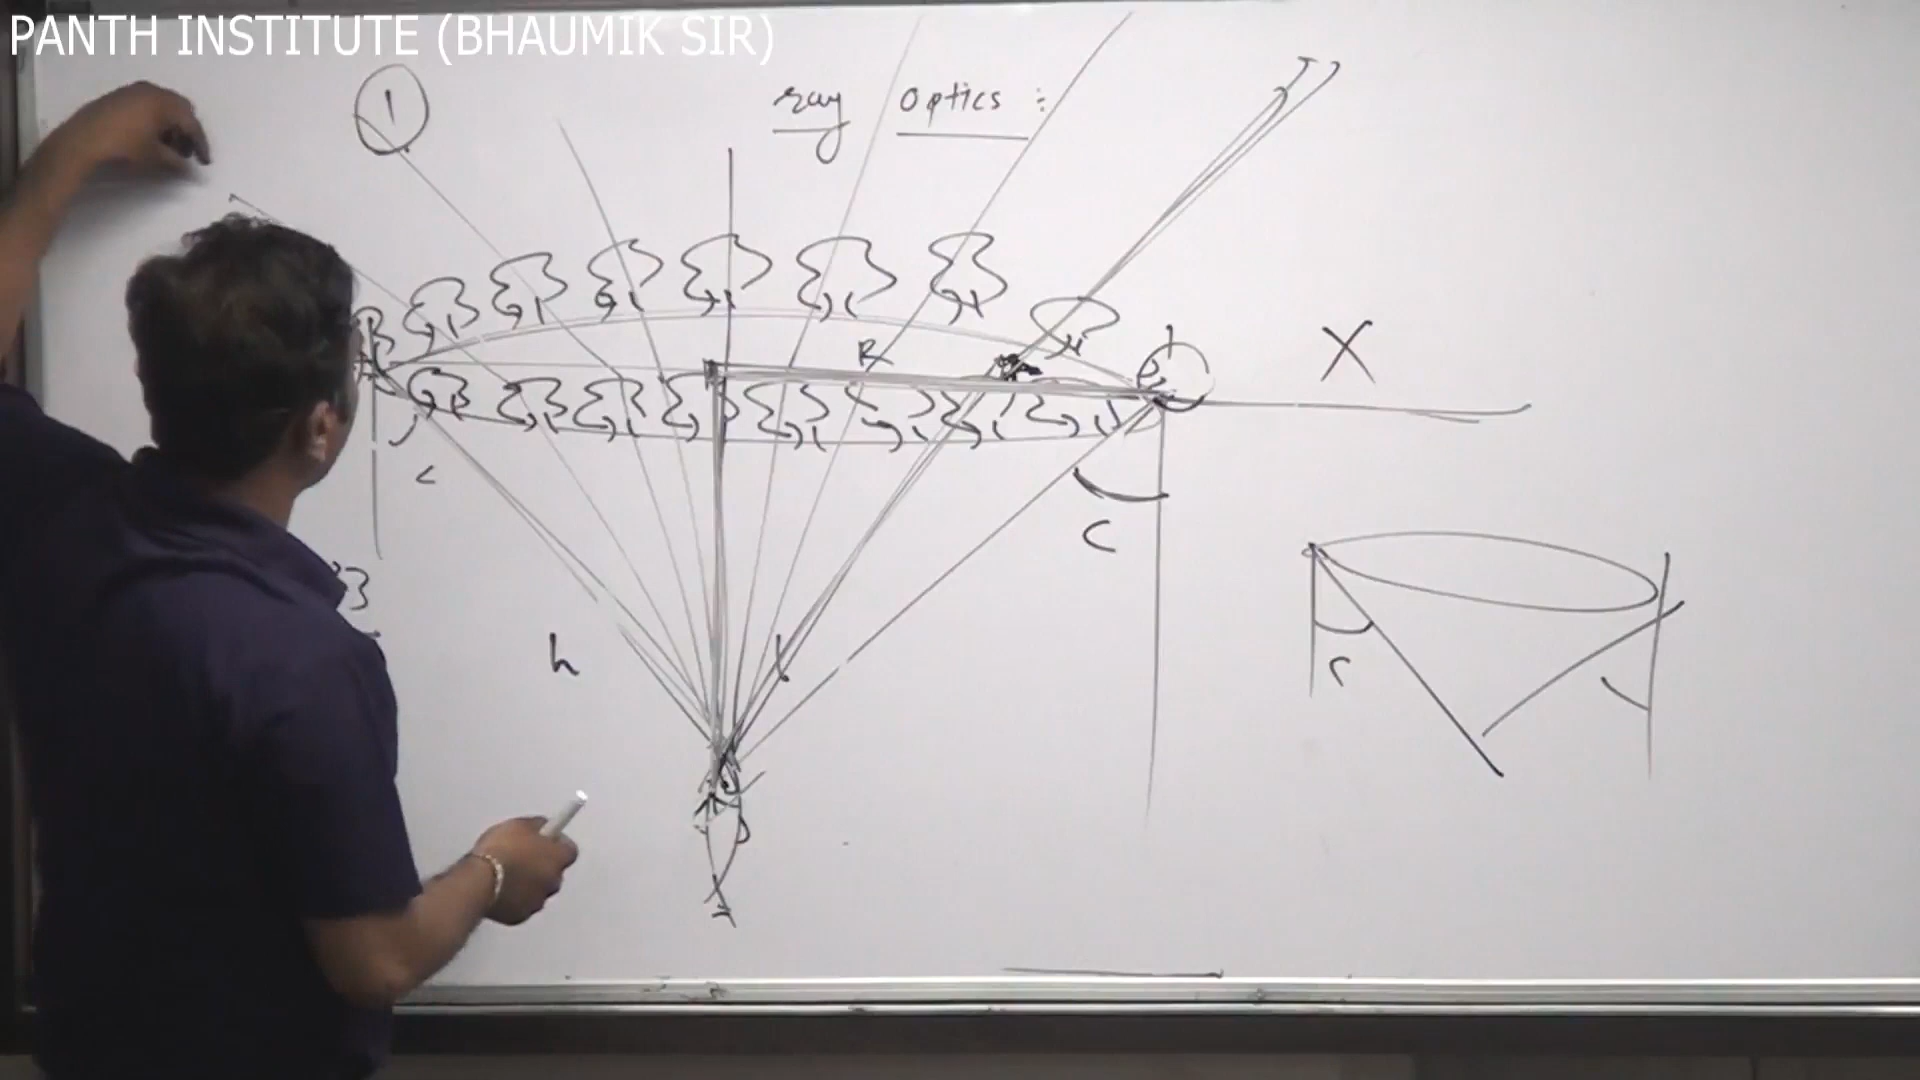 PANTH INSTITUTE (BHAUMIK SIR)
1
ray Optics :
R
X
C
C
h
r